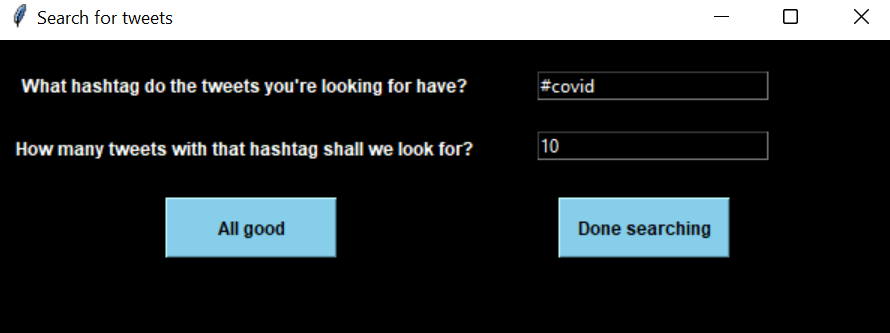 Search for tweets
What hashtag do the tweets you're looking for have? #covid
How many tweets with that hashtag shall we look for? 10
All good Done searching